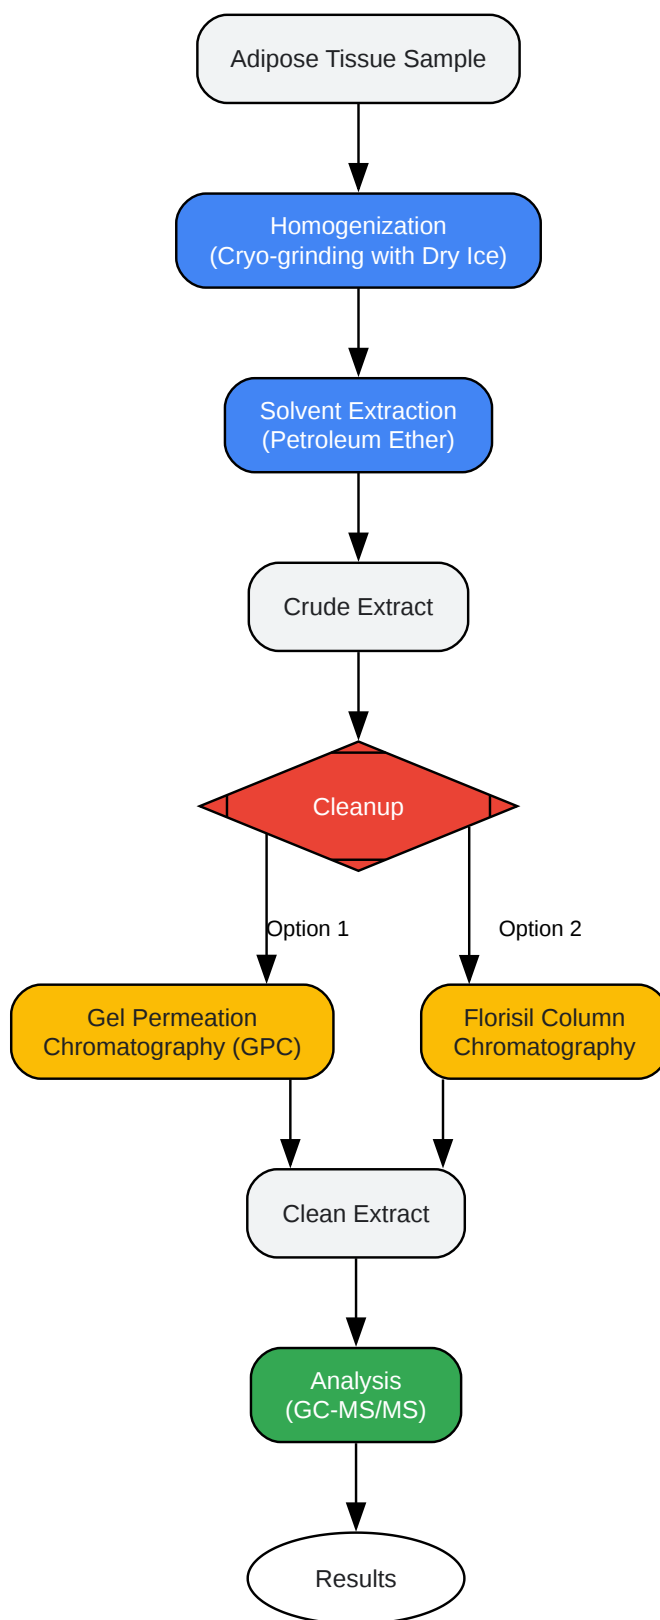 Adipose Tissue Sample
Homogenization
(Cryo-grinding with Dry Ice)
Solvent Extraction
(Petroleum Ether)
Crude Extract
Cleanup
Option 1
Option 2
Gel Permeation
Chromatography (GPC)
Florisil Column
Chromatography
Clean Extract
Analysis
(GC-MS/MS)
Results